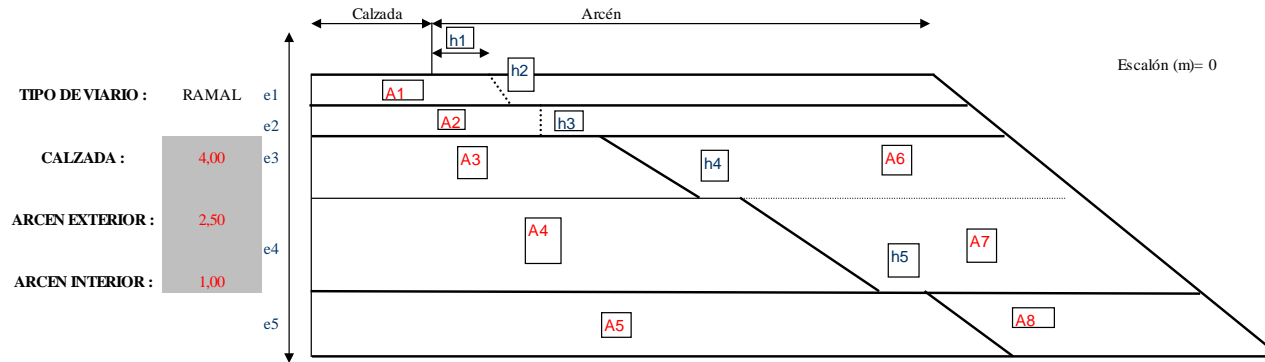 Calzada Arcén
h1
h2
Escalón (m)= 0
TIPO DE VIARIO : RAMAL e1 A1
e2 A2 h3
CALZADA : 4,00 e3 A3 h4 A6
ARCEN EXTERIOR : 2,50
A4 A7
e4 h5
ARCEN INTERIOR : 1,00
e5 A5 A8